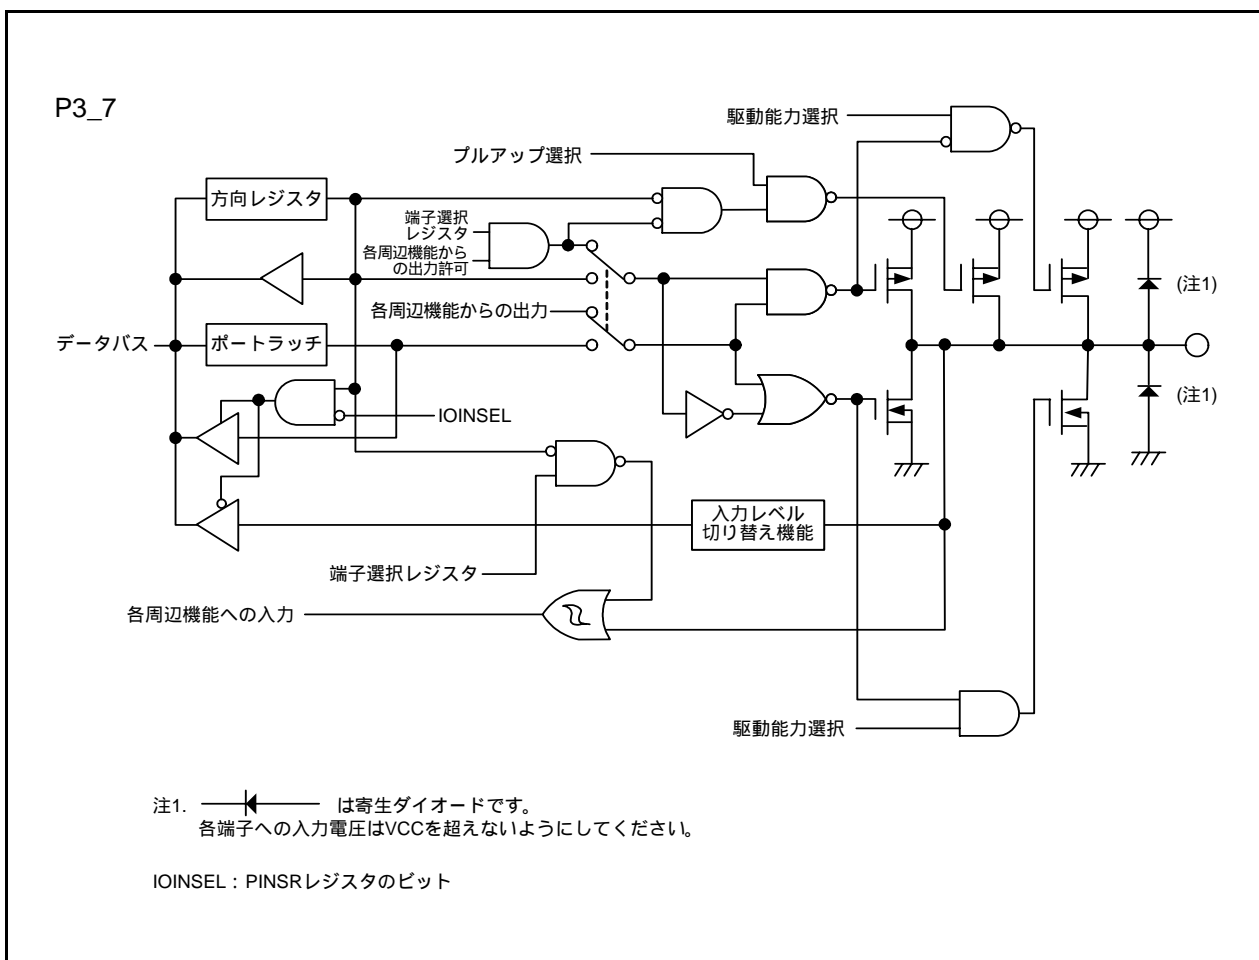 P3_7
駆動能力選択
プルアップ選択
方向レジスタ
端子選択
レジスタ
各周辺機能から
の出力許可
各周辺機能からの出力
(注1)
データバス
ポートラッチ
(注1)
IOINSEL
入力レベル
切り替え機能
端子選択レジスタ
各周辺機能への入力
駆動能力選択
注1. は寄生ダイオードです。
各端子への入力電圧はVCCを超えないようにしてください。
IOINSEL : PINSRレジスタのビット